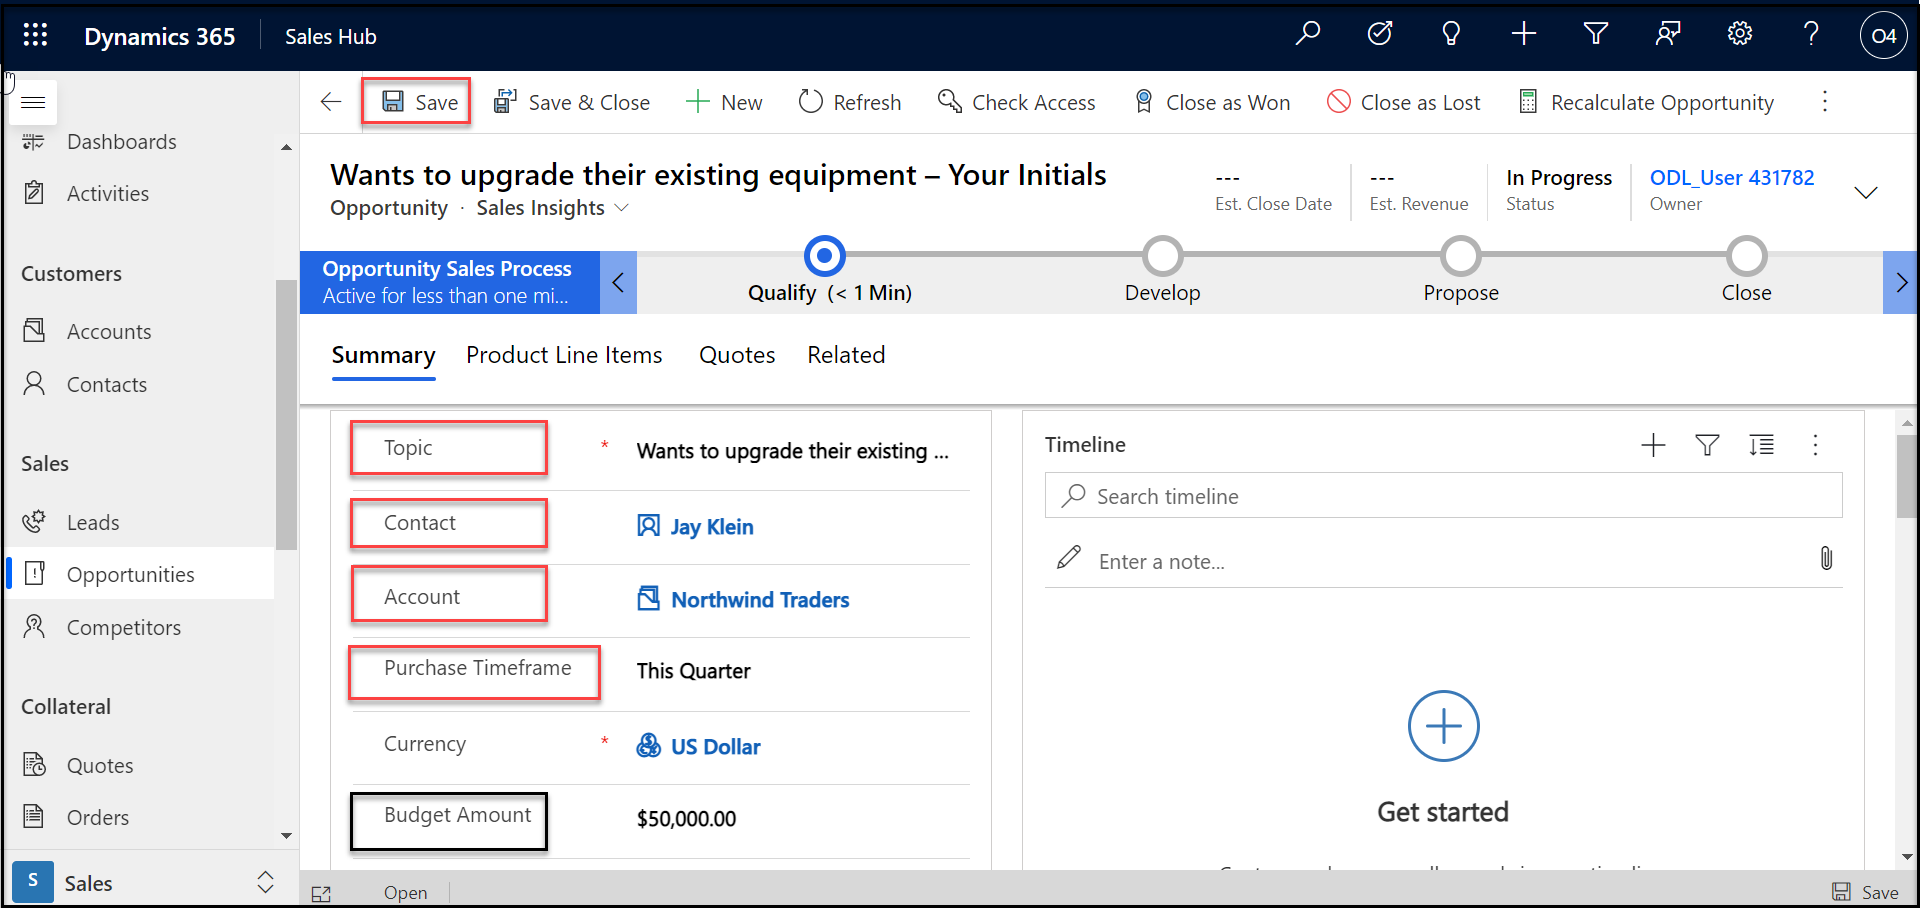 Dynamics 365
Sales Hub
O4
Save
Save & Close
New
Refresh
Check Access
Close as Won
Close as Lost
Recalculate Opportunity
Dashboards
Activities
Customers
Accounts
Contacts
Sales
Leads
Opportunities
Competitors
Collateral
Quotes
Orders
S Sales
Wants to upgrade their existing equipment – Your Initials
Opportunity · Sales Insights
---
Est. Close Date
---
Est. Revenue
In Progress
Status
ODL_User 431782
Owner
Opportunity Sales Process
Active for less than one mi...
Qualify (< 1 Min)
Develop
Propose
Close
Summary
Product Line Items
Quotes
Related
Topic * Wants to upgrade their existing ...
Contact Jay Klein
Account Northwind Traders
Purchase Timeframe This Quarter
Currency * US Dollar
Budget Amount $50,000.00
Timeline
Search timeline
Enter a note...
Get started
Open
Save